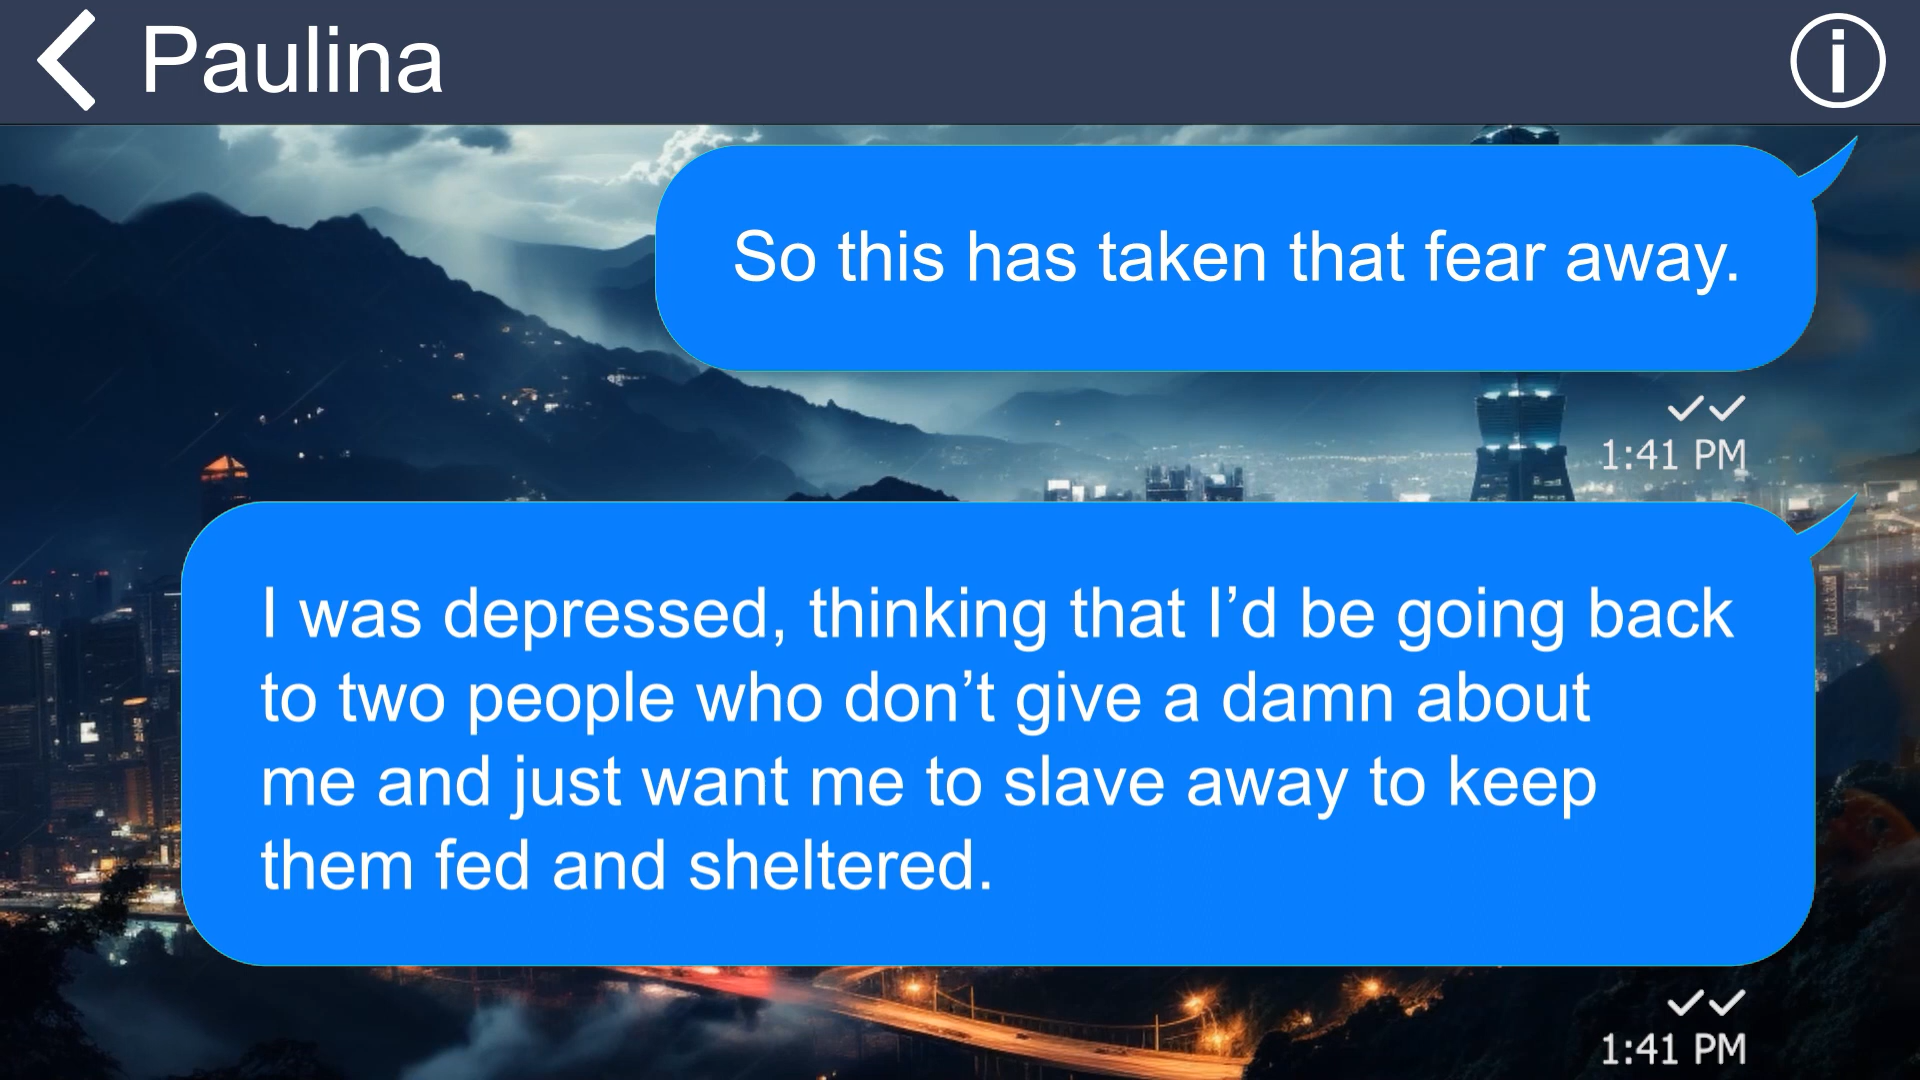 Paulina
So this has taken that fear away.
1:41 PM
I was depressed, thinking that I’d be going back
to two people who don’t give a damn about
me and just want me to slave away to keep
them fed and sheltered.
1:41 PM